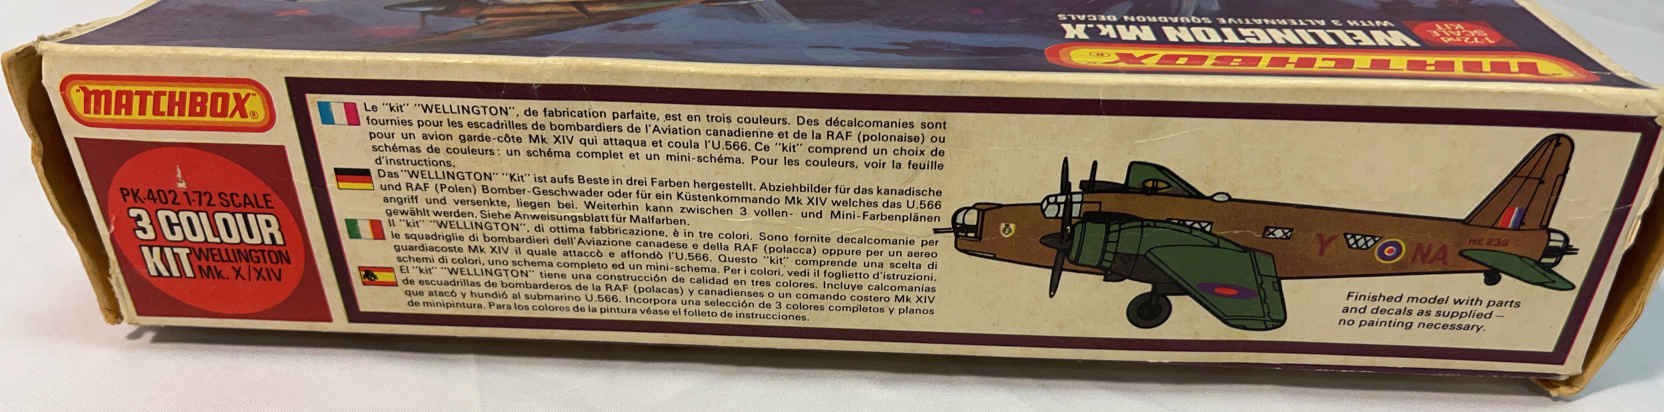 WITH 3 ALTERNATIVE SQUADRON DECALS
WELLINGTON Mk.X
1:72nd
SCALE
KIT
MATCHBOX®
MATCHBOX®
PK-402 1:72 SCALE
3 COLOUR
KIT WELLINGTON
Mk. X/XIV
Le "kit" "WELLINGTON", de fabrication parfaite, est en trois couleurs. Des décalcomanies sont
fournies pour les escadrilles de bombardiers de l'Aviation canadienne et de la RAF (polonaise) ou
pour un avion garde-côte Mk XIV qui attaqua et coula l'U.566. Ce "kit" comprend un choix de
schémas de couleurs: un schéma complet et un mini-schéma. Pour les couleurs, voir la feuille
d'instructions.
Das "WELLINGTON" "Kit" ist aufs Beste in drei Farben hergestellt. Abziehbilder für das kanadische
und RAF (Polen) Bomber-Geschwader oder für ein Küstenkommando Mk XIV welches das U.566
angriff und versenkte, liegen bei. Weiterhin kann zwischen 3 vollen- und Mini-Farbenplänen
gewählt werden. Siehe Anweisungsblatt für Malfarben.
Il "kit" "WELLINGTON", di ottima fabbricazione, è in tre colori. Sono fornite decalcomanie per
le squadriglie di bombardieri dell'Aviazione canadese e della RAF (polacca) oppure per un aereo
guardiacoste Mk XIV il quale attaccò e affondò l'U.566. Questo "kit" comprende una scelta di
schemi di colori, uno schema completo ed un mini-schema. Per i colori, vedi il foglietto d'istruzioni.
El "kit" "WELLINGTON" tiene una construcción de calidad en tres colores. Incluye calcomanías
de escuadrillas de bombarderos de la RAF (polacas) y canadienses o un comando costero Mk XIV
que atacó y hundió al submarino U.566. Incorpora una selección de 3 colores completos y planos
de minipintura. Para los colores de la pintura véase el folleto de instrucciones.
Y NA
Finished model with parts
and decals as supplied –
no painting necessary.